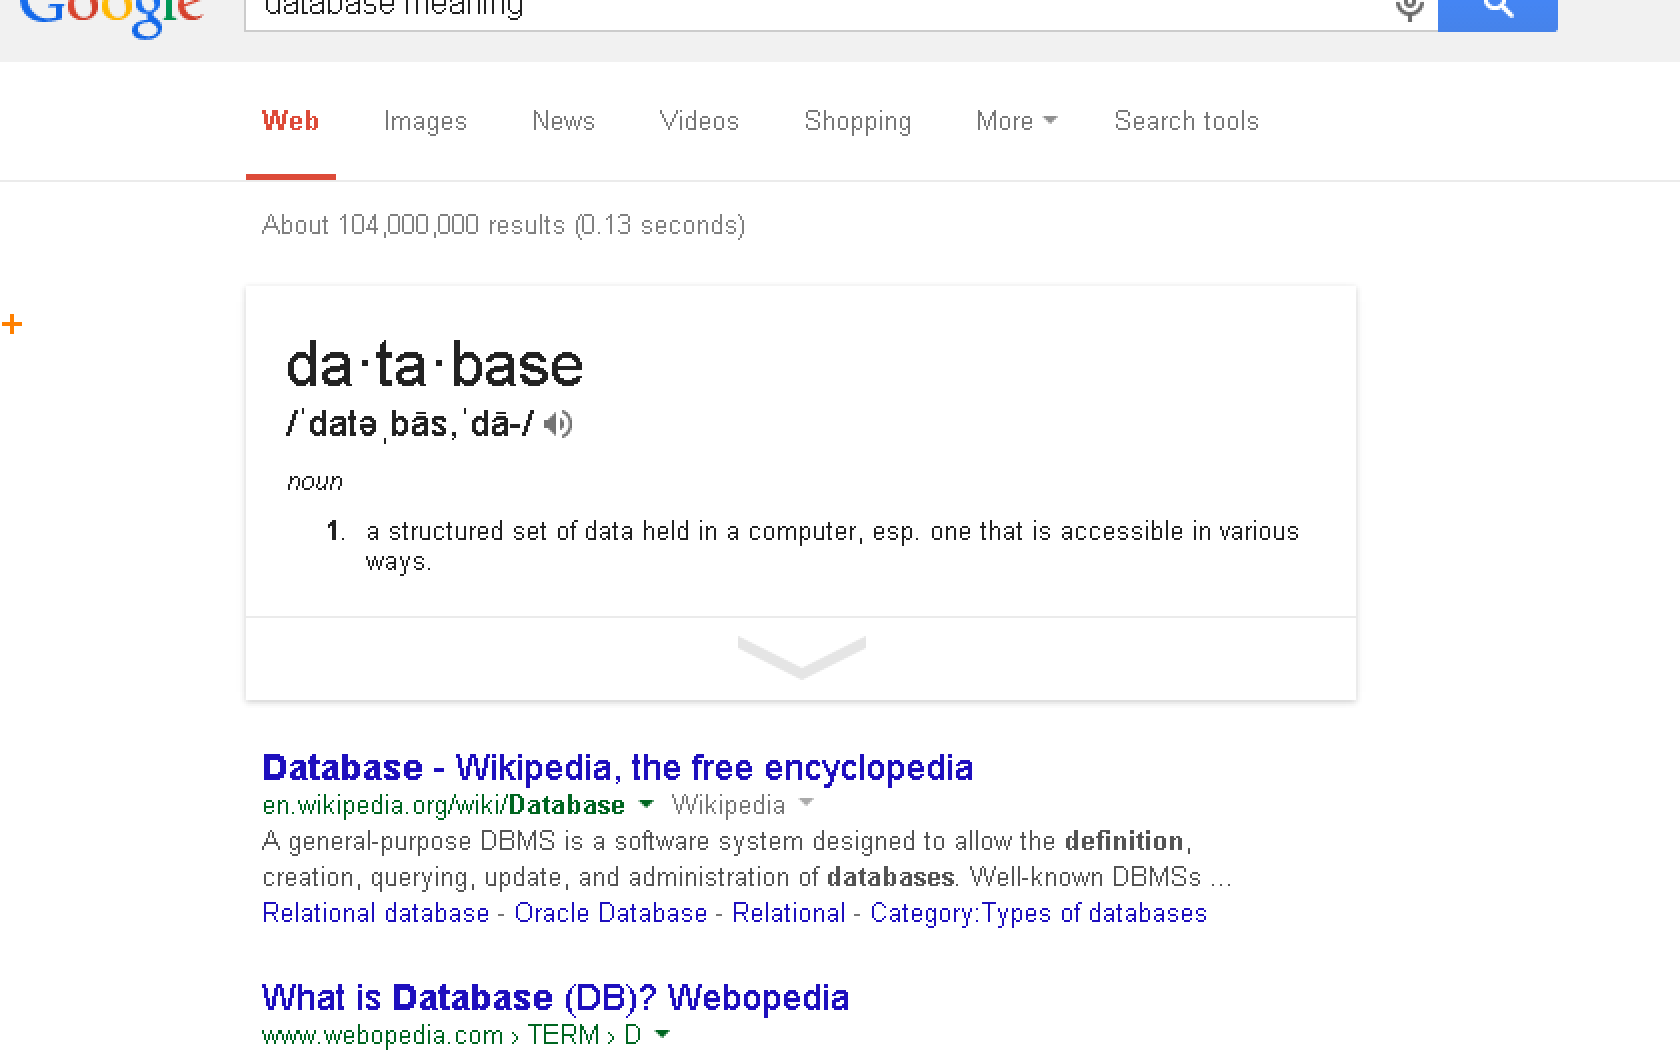 Google database meaning
Web Images News Videos Shopping More Search tools
About 104,000,000 results (0.13 seconds)
da·ta·base
/ˈdatəˌbās,ˈdā-/
noun
1. a structured set of data held in a computer, esp. one that is accessible in various
ways.
Database - Wikipedia, the free encyclopedia
en.wikipedia.org/wiki/Database Wikipedia
A general-purpose DBMS is a software system designed to allow the definition,
creation, querying, update, and administration of databases. Well-known DBMSs ...
Relational database - Oracle Database - Relational - Category:Types of databases
What is Database (DB)? Webopedia
www.webopedia.com › TERM › D